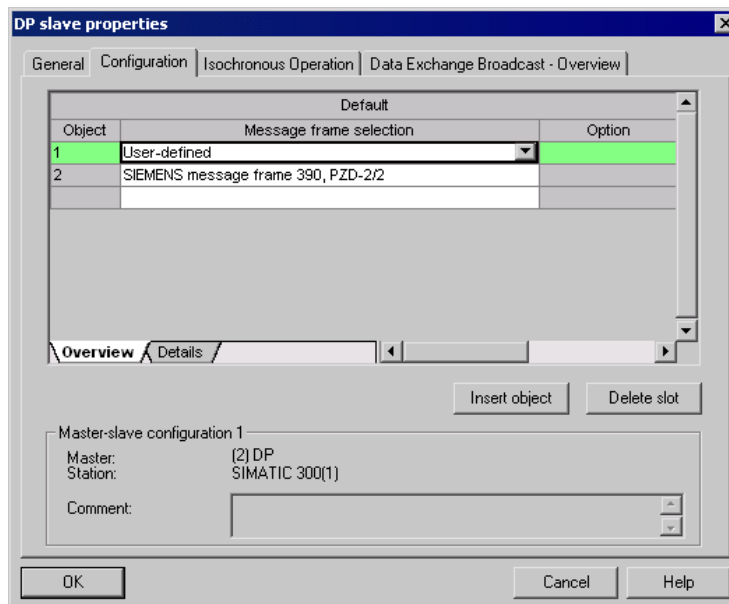 DP slave properties
General Configuration Isochronous Operation Data Exchange Broadcast - Overview
Default
Object Message frame selection Option
1 User-defined
2 SIEMENS message frame 390, PZD-2/2
Overview Details
Insert object Delete slot
Master-slave configuration 1
Master: (2) DP
Station: SIMATIC 300(1)
Comment:
OK Cancel Help